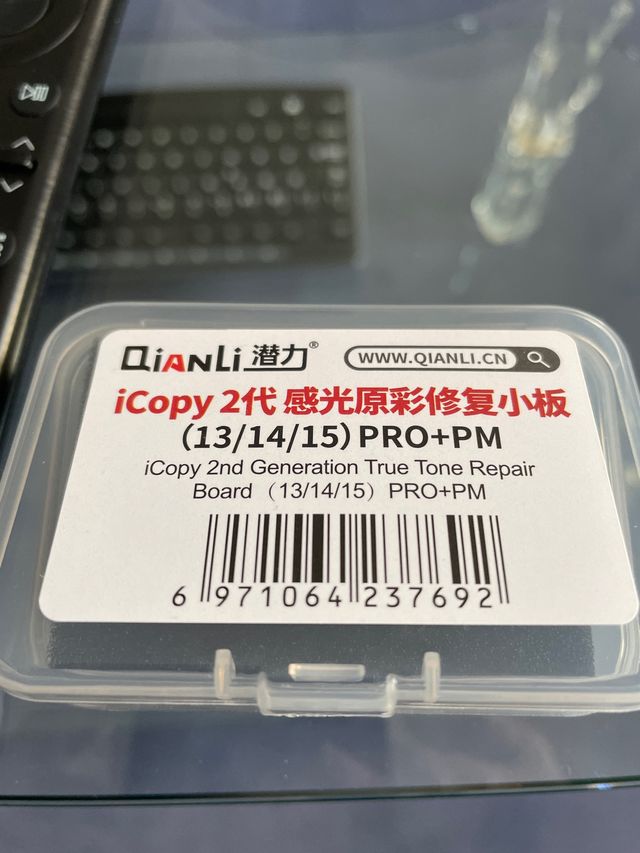 QIANLI 潜力®
WWW.QIANLI.CN
iCopy 2代 感光原彩修复小板
(13/14/15) PRO+PM
iCopy 2nd Generation True Tone Repair
Board（13/14/15）PRO+PM
6 971064 237692